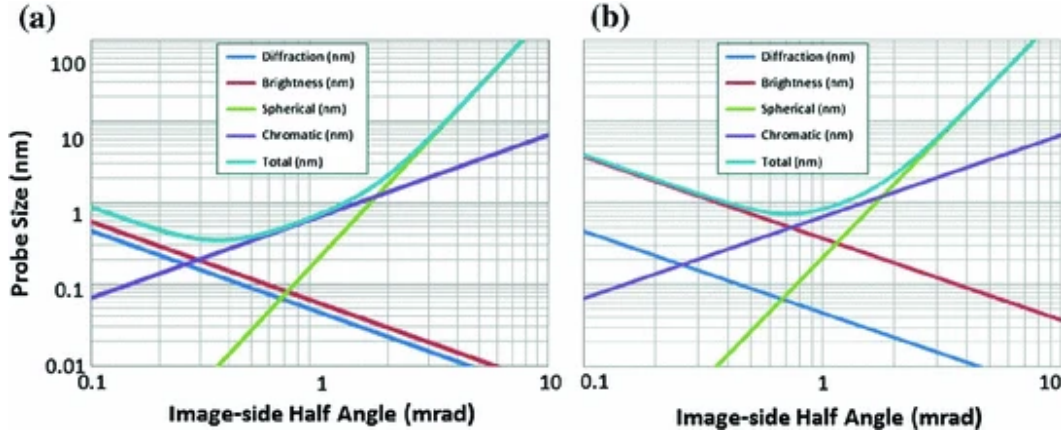 (a)
Probe Size (nm)
100
10
1
0.1
0.01
Diffraction (nm)
Brightness (nm)
Spherical (nm)
Chromatic (nm)
Total (nm)
0.1
1
10
Image-side Half Angle (mrad)
(b)
Diffraction (nm)
Brightness (nm)
Spherical (nm)
Chromatic (nm)
Total (nm)
0.1
1
10
Image-side Half Angle (mrad)